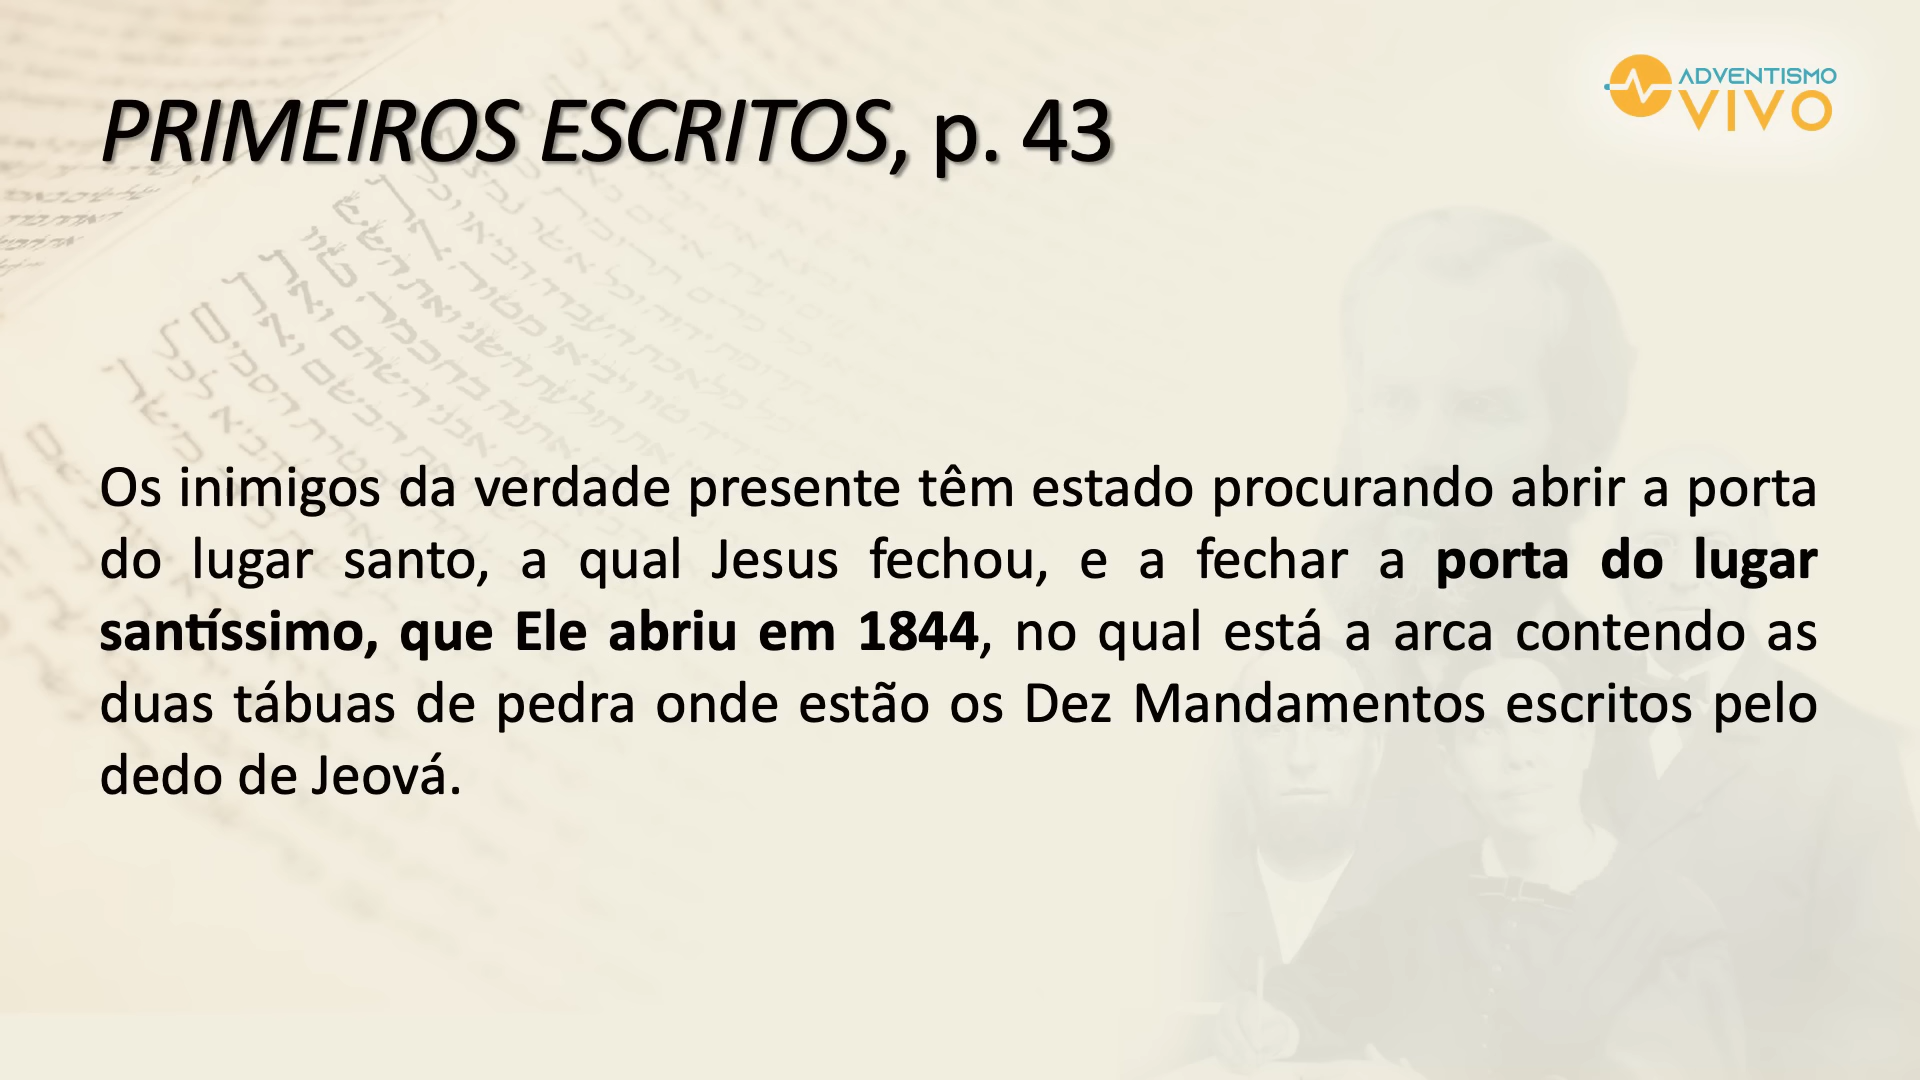 PRIMEIROS ESCRITOS, p. 43
ADVENTISMO
VIVO
Os inimigos da verdade presente têm estado procurando abrir a porta
do lugar santo, a qual Jesus fechou, e a fechar a porta do lugar
santíssimo, que Ele abriu em 1844, no qual está a arca contendo as
duas tábuas de pedra onde estão os Dez Mandamentos escritos pelo
dedo de Jeová.